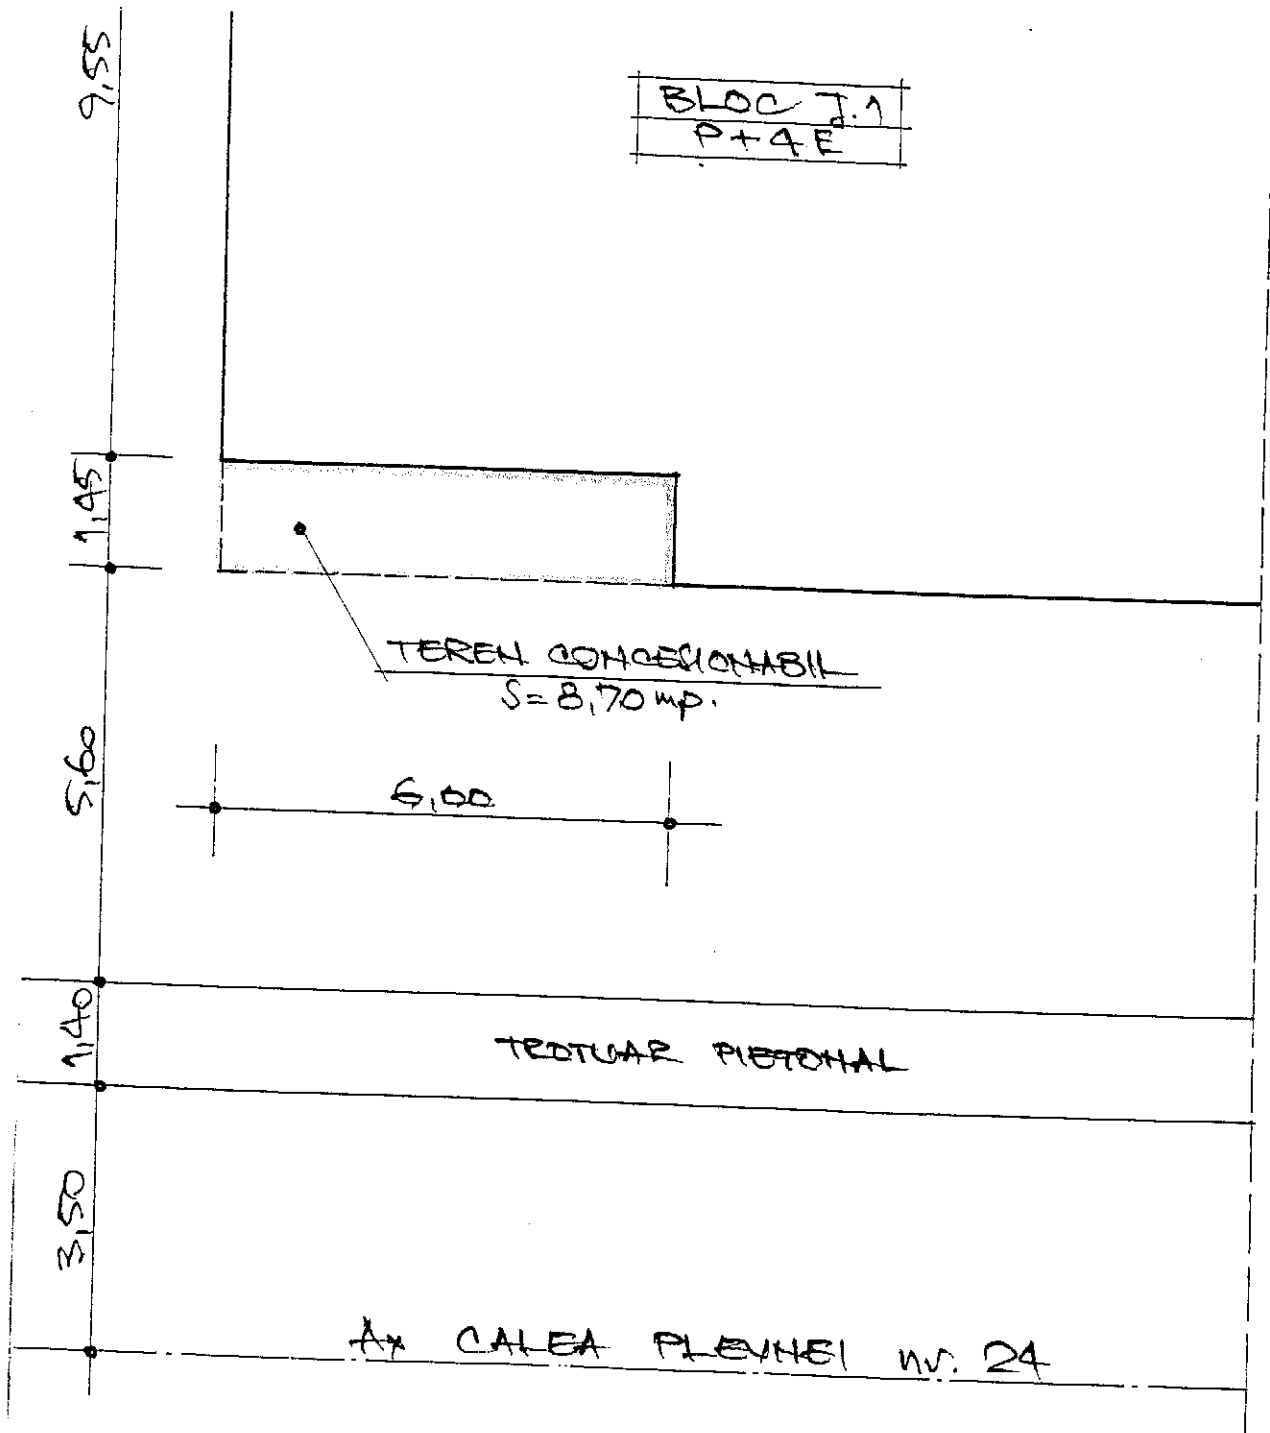 9,55
BLOC J.1
P+4E
1,45
TEREN CONCESIONABIL
S=8,70 mp.
5,60
6,00
1,40
TROTUAR PIETONAL
3,50
Ax CALEA PLEVNEI nr. 24